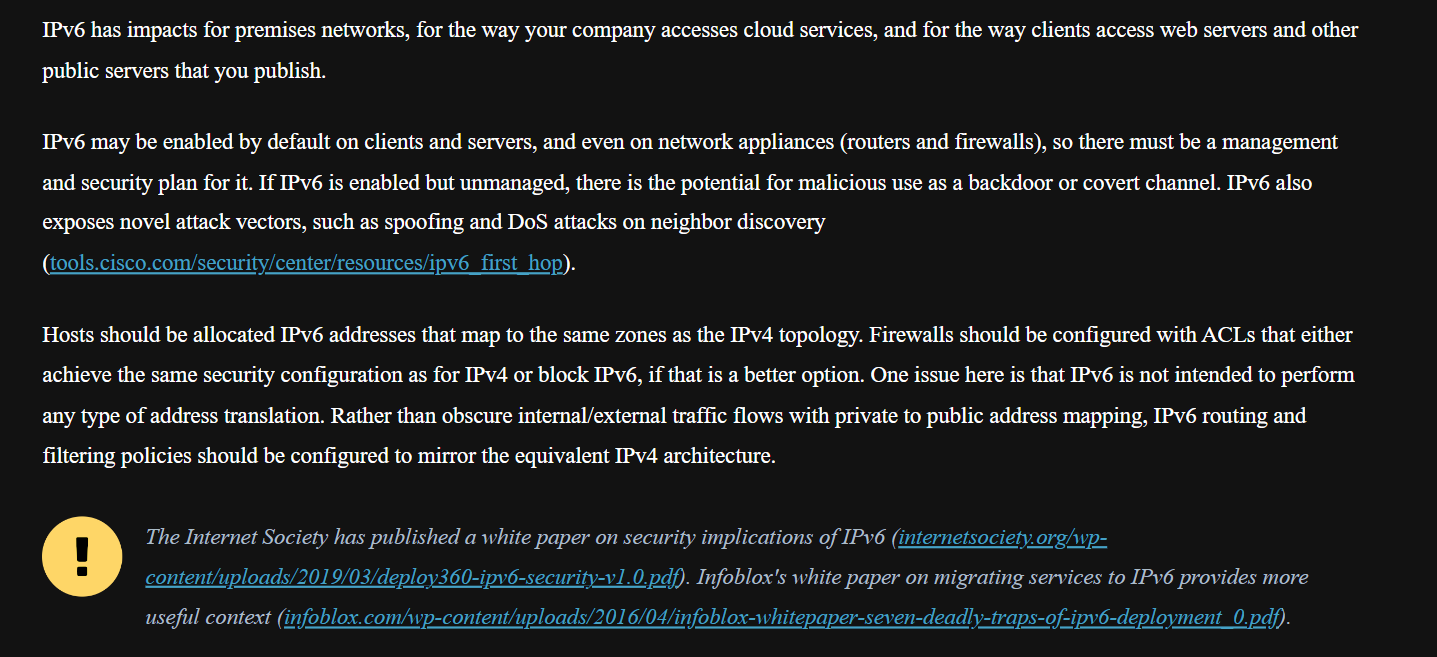 IPv6 has impacts for premises networks, for the way your company accesses cloud services, and for the way clients access web servers and other
public servers that you publish.
IPv6 may be enabled by default on clients and servers, and even on network appliances (routers and firewalls), so there must be a management
and security plan for it. If IPv6 is enabled but unmanaged, there is the potential for malicious use as a backdoor or covert channel. IPv6 also
exposes novel attack vectors, such as spoofing and DoS attacks on neighbor discovery
(tools.cisco.com/security/center/resources/ipv6_first_hop).
Hosts should be allocated IPv6 addresses that map to the same zones as the IPv4 topology. Firewalls should be configured with ACLs that either
achieve the same security configuration as for IPv4 or block IPv6, if that is a better option. One issue here is that IPv6 is not intended to perform
any type of address translation. Rather than obscure internal/external traffic flows with private to public address mapping, IPv6 routing and
filtering policies should be configured to mirror the equivalent IPv4 architecture.
The Internet Society has published a white paper on security implications of IPv6 (internetsociety.org/wp-
content/uploads/2019/03/deploy360-ipv6-security-v1.0.pdf). Infoblox's white paper on migrating services to IPv6 provides more
useful context (infoblox.com/wp-content/uploads/2016/04/infoblox-whitepaper-seven-deadly-traps-of-ipv6-deployment_0.pdf).